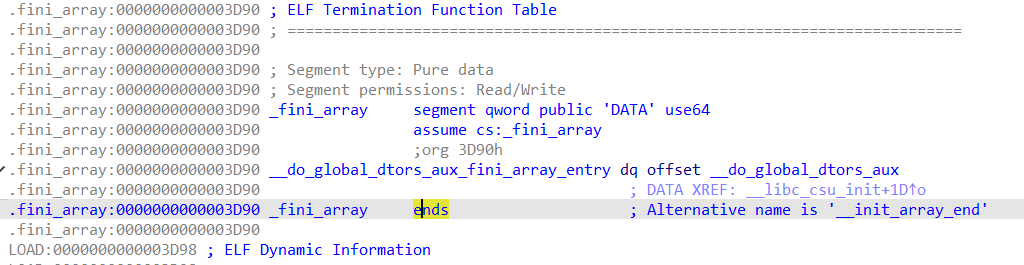 .fini_array:0000000000003D90 ; ELF Termination Function Table
.fini_array:0000000000003D90 ; ===========================================================================
.fini_array:0000000000003D90
.fini_array:0000000000003D90 ; Segment type: Pure data
.fini_array:0000000000003D90 ; Segment permissions: Read/Write
.fini_array:0000000000003D90 _fini_array segment qword public 'DATA' use64
.fini_array:0000000000003D90 assume cs:_fini_array
.fini_array:0000000000003D90 ;org 3D90h
.fini_array:0000000000003D90 __do_global_dtors_aux_fini_array_entry dq offset __do_global_dtors_aux
.fini_array:0000000000003D90 ; DATA XREF: __libc_csu_init+1D↑o
.fini_array:0000000000003D90 _fini_array ends ; Alternative name is '__init_array_end'
.fini_array:0000000000003D90
LOAD:0000000000003D98 ; ELF Dynamic Information